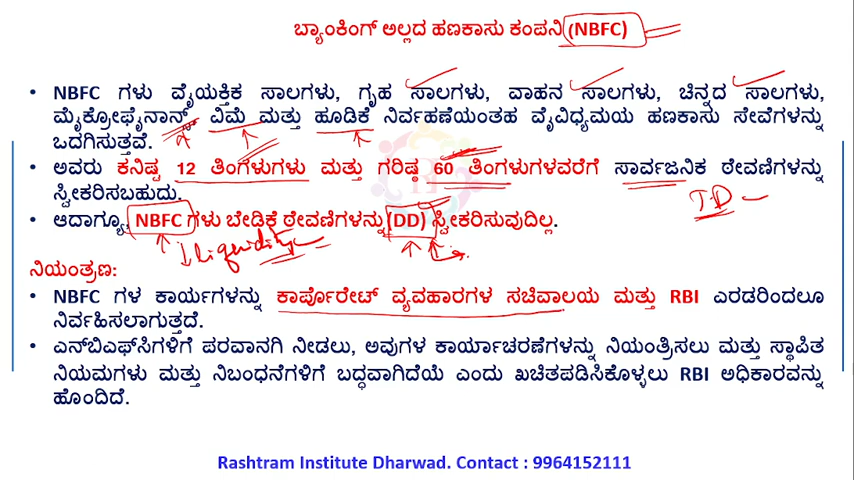 ಬ್ಯಾಂಕಿಂಗ್ ಅಲ್ಲದ ಹಣಕಾಸು ಕಂಪನಿ (NBFC)
• NBFC ಗಳು ವೈಯಕ್ತಿಕ ಸಾಲಗಳು, ಗೃಹ ಸಾಲಗಳು, ವಾಹನ ಸಾಲಗಳು, ಚಿನ್ನದ ಸಾಲಗಳು,
ಮೈಕ್ರೋಫೈನಾನ್ಸ್, ವಿಮೆ ಮತ್ತು ಹೂಡಿಕೆ ನಿರ್ವಹಣೆಯಂತಹ ವೈವಿಧ್ಯಮಯ ಹಣಕಾಸು ಸೇವೆಗಳನ್ನು
ಒದಗಿಸುತ್ತವೆ.
• ಅವರು ಕನಿಷ್ಟ 12 ತಿಂಗಳುಗಳು ಮತ್ತು ಗರಿಷ್ಠ 60 ತಿಂಗಳುಗಳವರೆಗೆ ಸಾರ್ವಜನಿಕ ಠೇವಣಿಗಳನ್ನು
ಸ್ವೀಕರಿಸಬಹುದು.
TD
• ಆದಾಗ್ಯೂ, NBFC ಗಳು ಬೇಡಿಕೆ ಠೇವಣಿಗಳನ್ನು (DD) ಸ್ವೀಕರಿಸುವುದಿಲ್ಲ.
liquidity
ನಿಯಂತ್ರಣ:
• NBFC ಗಳ ಕಾರ್ಯಗಳನ್ನು ಕಾರ್ಪೊರೇಟ್ ವ್ಯವಹಾರಗಳ ಸಚಿವಾಲಯ ಮತ್ತು RBI ಎರಡರಿಂದಲೂ
ನಿರ್ವಹಿಸಲಾಗುತ್ತದೆ.
• ಎನ್‌ಬಿಎಫ್‌ಸಿಗಳಿಗೆ ಪರವಾನಗಿ ನೀಡಲು, ಅವುಗಳ ಕಾರ್ಯಾಚರಣೆಗಳನ್ನು ನಿಯಂತ್ರಿಸಲು ಮತ್ತು ಸ್ಥಾಪಿತ
ನಿಯಮಗಳು ಮತ್ತು ನಿಬಂಧನೆಗಳಿಗೆ ಬದ್ಧವಾಗಿದೆಯೆ ಎಂದು ಖಚಿತಪಡಿಸಿಕೊಳ್ಳಲು RBI ಅಧಿಕಾರವನ್ನು
ಹೊಂದಿದೆ.
Rashtram Institute Dharwad. Contact : 9964152111